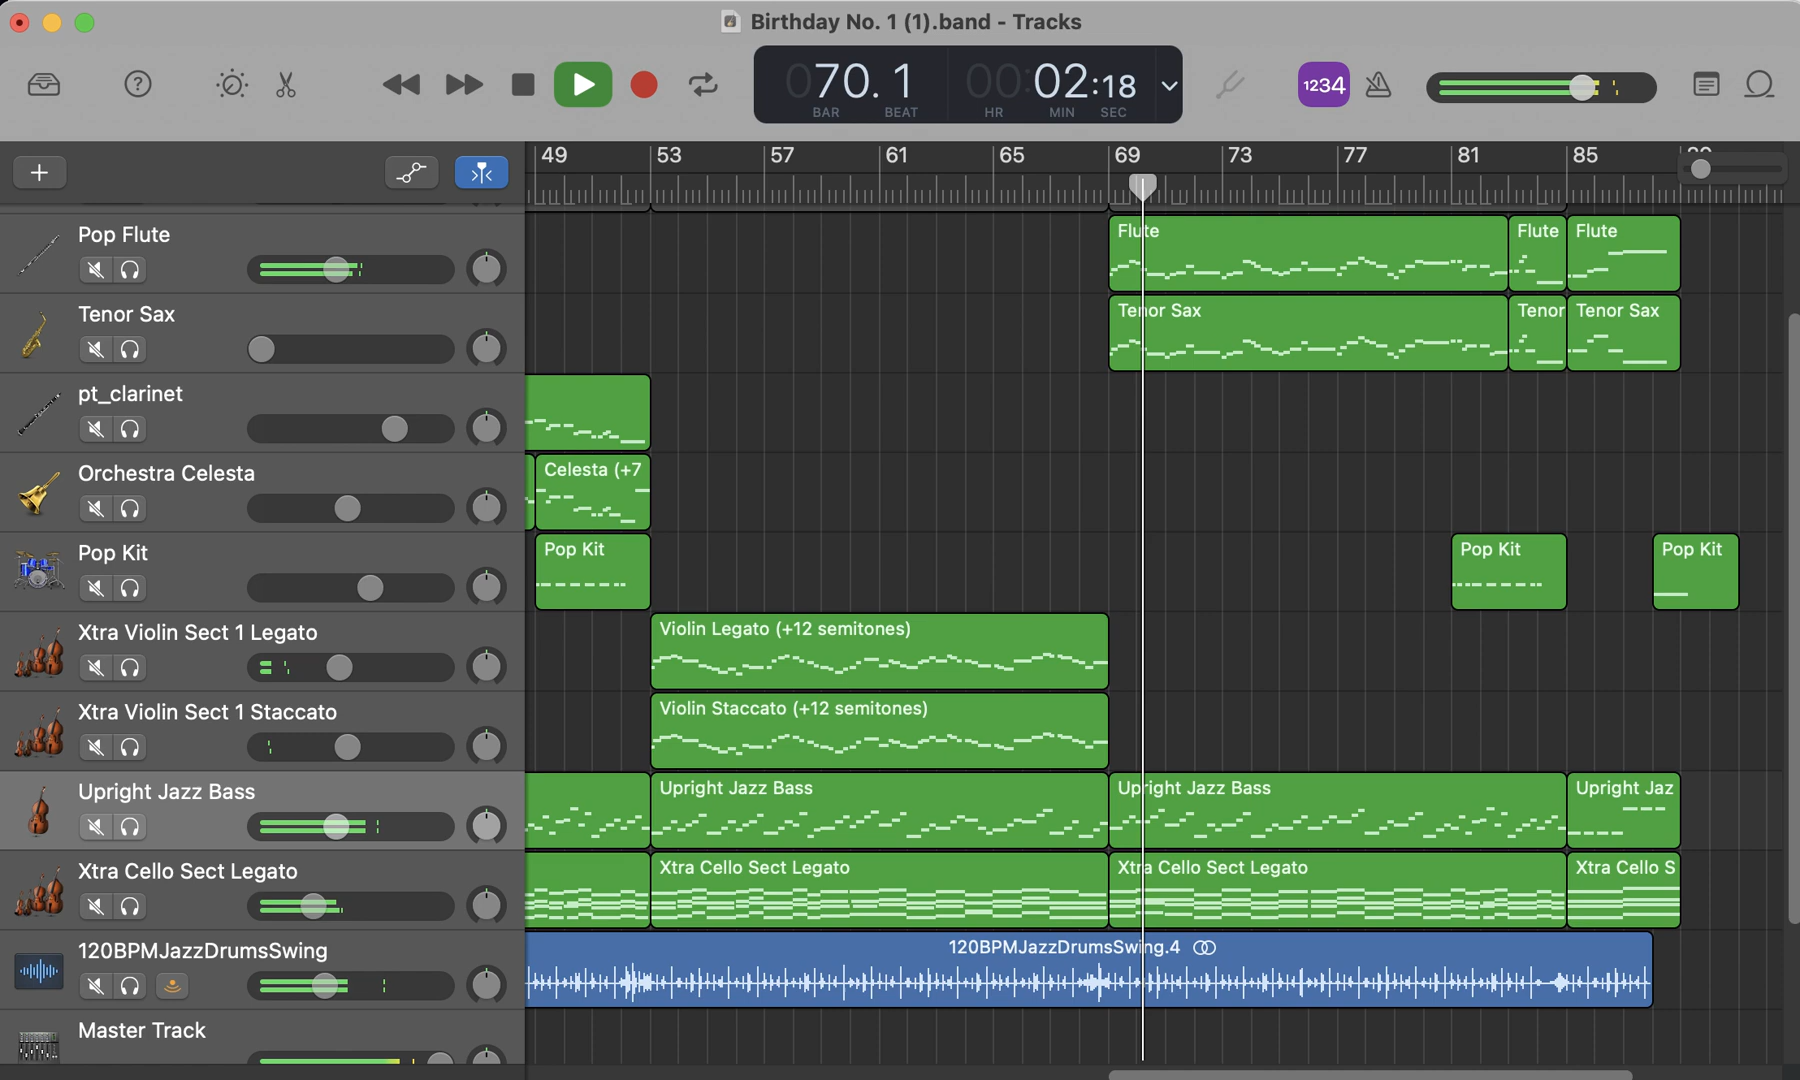 Birthday No. 1 (1).band - Tracks
070. 1
00:02:18
BAR BEAT HR MIN SEC
1234
49 53 57 61 65 69 73 77 81 85
Pop Flute
Flute Flute Flute
Tenor Sax
Tenor Sax Tenor Tenor Sax
pt_clarinet
Orchestra Celesta
Celesta (+7
Pop Kit
Pop Kit Pop Kit Pop Kit
Xtra Violin Sect 1 Legato
Violin Legato (+12 semitones)
Xtra Violin Sect 1 Staccato
Violin Staccato (+12 semitones)
Upright Jazz Bass
Upright Jazz Bass Upright Jazz Bass Upright Jaz
Xtra Cello Sect Legato
Xtra Cello Sect Legato Xtra Cello Sect Legato Xtra Cello S
120BPMJazzDrumsSwing
120BPMJazzDrumsSwing.4
Master Track